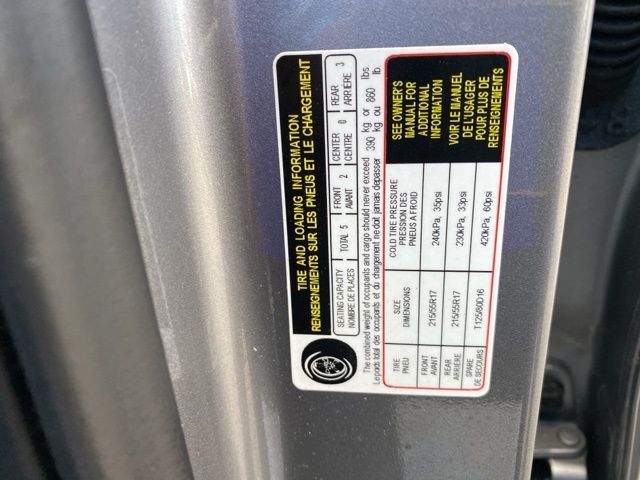 TIRE AND LOADING INFORMATION
RENSEIGNEMENTS SUR LES PNEUS ET LE CHARGEMENT
SEATING CAPACITY
NOMBRE DE PLACES
TOTAL 5
FRONT 2
AVANT
CENTER 0
CENTRE
REAR 3
ARRIERE
The combined weight of occupants and cargo should never exceed 390 kg or 860 lbs
Le poids total des occupants et du chargement ne doit jamais depasser kg ou lb
TIRE
PNEU
SIZE
DIMENSIONS
COLD TIRE PRESSURE
PRESSION DES
PNEUS A FROID
FRONT
AVANT
215/55R17
240kPa, 35psi
REAR
ARRIERE
215/55R17
230kPa, 33psi
SPARE
DE SECOURS
T125/80D16
420kPa, 60psi
SEE OWNER'S
MANUAL FOR
ADDITIONAL
INFORMATION
VOIR LE MANUEL
DE L'USAGER
POUR PLUS DE
RENSEIGNEMENTS